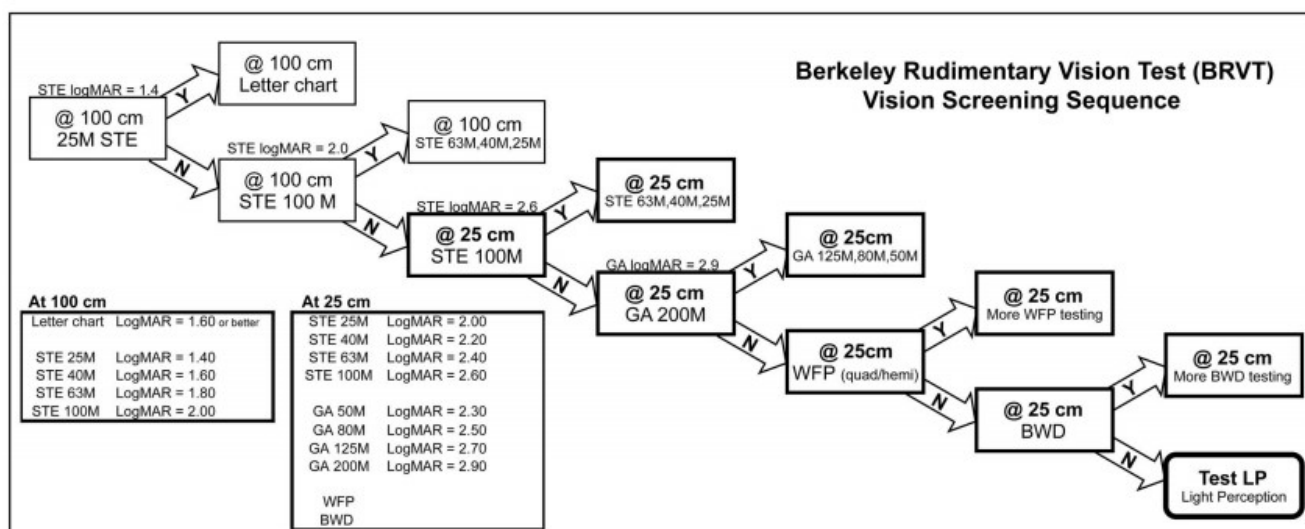 Berkeley Rudimentary Vision Test (BRVT)
Vision Screening Sequence
STE logMAR = 1.4
@ 100 cm
25M STE
Y
@ 100 cm
Letter chart
N
STE logMAR = 2.0
@ 100 cm
STE 100 M
Y
@ 100 cm
STE 63M,40M,25M
N
STE logMAR = 2.6
@ 25 cm
STE 100M
Y
@ 25 cm
STE 63M,40M,25M
N
GA logMAR = 2.9
@ 25 cm
GA 200M
Y
@ 25cm
GA 125M,80M,50M
N
@ 25cm
WFP (quad/hemi)
Y
@ 25 cm
More WFP testing
N
@ 25 cm
BWD
Y
@ 25 cm
More BWD testing
N
Test LP
Light Perception
At 100 cm
Letter chart LogMAR = 1.60 or better
STE 25M LogMAR = 1.40
STE 40M LogMAR = 1.60
STE 63M LogMAR = 1.80
STE 100M LogMAR = 2.00
At 25 cm
STE 25M LogMAR = 2.00
STE 40M LogMAR = 2.20
STE 63M LogMAR = 2.40
STE 100M LogMAR = 2.60
GA 50M LogMAR = 2.30
GA 80M LogMAR = 2.50
GA 125M LogMAR = 2.70
GA 200M LogMAR = 2.90
WFP
BWD